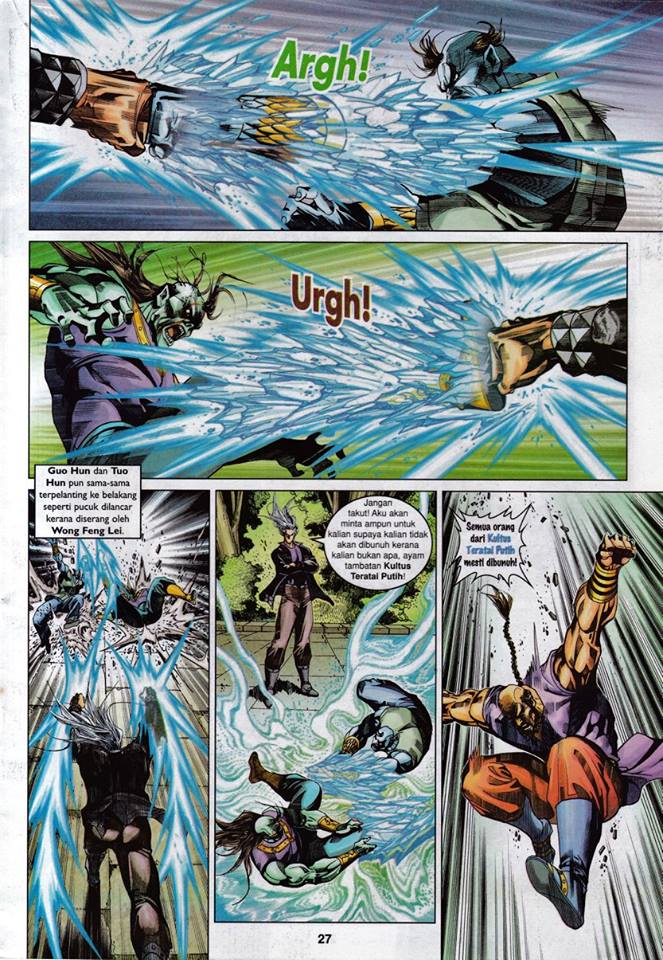 Argh!
Urgh!
Guo Hun dan Tuo
Hun pun sama-sama
terpelanting ke belakang
seperti pucuk dilancar
kerana diserang oleh
Wong Feng Lei.
Jangan
takut! Aku akan
minta ampun untuk
kalian supaya kalian tidak
akan dibunuh kerana
kalian bukan apa, ayam
tambatan Kultus
Teratai Putih!
Semua orang
dari Kultus
Teratai Putih
mesti dibunuh!
27